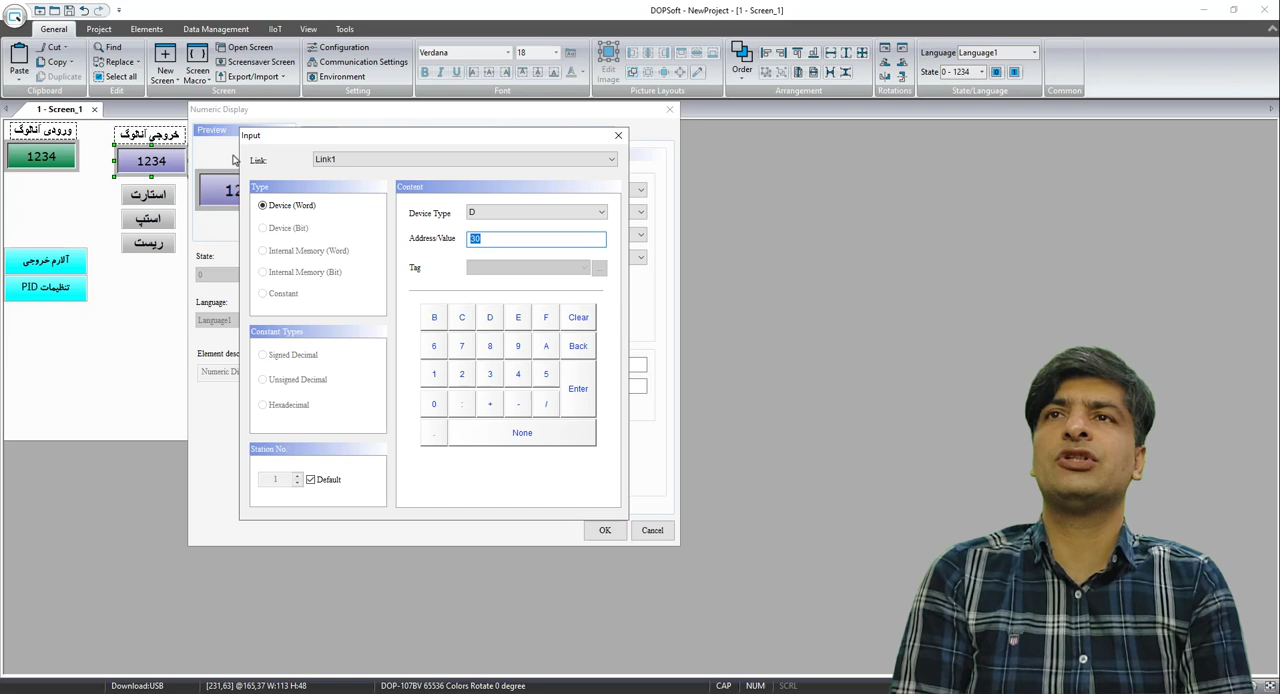 DOPSoft - NewProject - [1 - Screen_1]
General Project Elements Data Management IIoT View Tools
Paste
Cut
Copy
Duplicate
Clipboard
Find
Replace
Select all
Edit
New Screen
Screen Macro
Open Screen
Screensaver Screen
Export/Import
Screen
Configuration
Communication Settings
Environment
Setting
Verdana 18
B I U
Font
Edit Image
Picture Layouts
Order
Arrangement
Rotations
Language Language1
State 0 - 1234
State/Language
Common
1 - Screen_1
ورودی آنالوگ
1234
خروجی آنالوگ
1234
استارت
استپ
ریست
آلارم خروجی
تنظیمات PID
Numeric Display
Preview
State:
0
Language:
Language1
Input
Link: Link1
Type
Device (Word)
Device (Bit)
Internal Memory (Word)
Internal Memory (Bit)
Constant
Constant Types
Signed Decimal
Unsigned Decimal
Hexadecimal
Station No.
1 Default
Content
Device Type D
Address/Value 30
Tag ...
B C D E F Clear
6 7 8 9 A Back
1 2 3 4 5 Enter
0 : + - /
. None
OK Cancel
Download:USB [231,63] @165,37 W:113 H:48 DOP-107BV 65536 Colors Rotate 0 degree CAP NUM SCRL